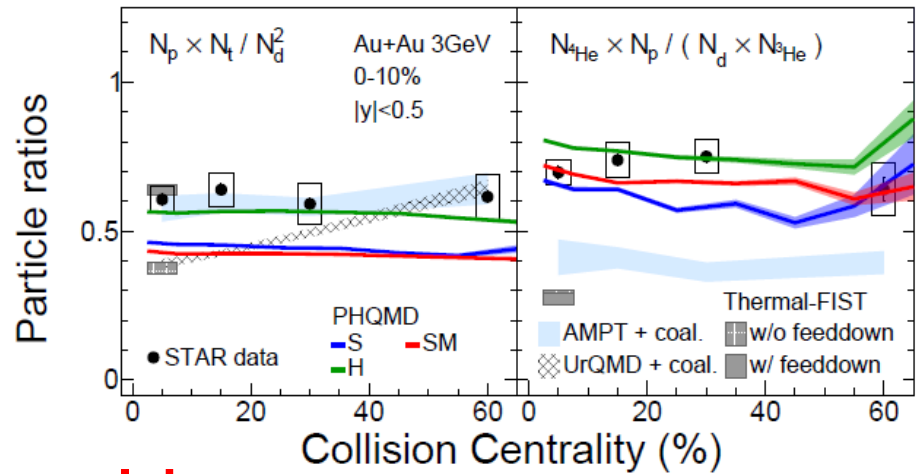 Particle ratios
1
0.5
0
N_p × N_t / N_d^2
Au+Au 3GeV
0-10%
|y|<0.5
PHQMD
S
SM
H
STAR data
0 20 40 60
N_4He × N_p / ( N_d × N_3He )
Thermal-FIST
AMPT + coal.
w/o feeddown
UrQMD + coal.
w/ feeddown
0 20 40 60
Collision Centrality (%)